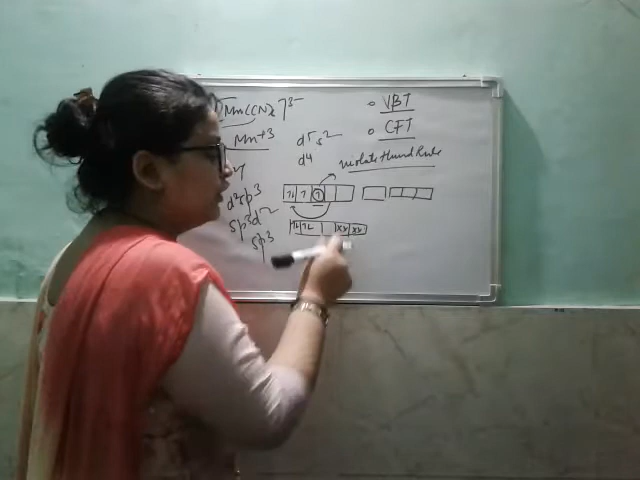 [Mn(CN)6]3-
Mn+3
d5s2
d4
d2sp3
sp3d2
sp3
• VBT
• CFT
violate Hund Rule